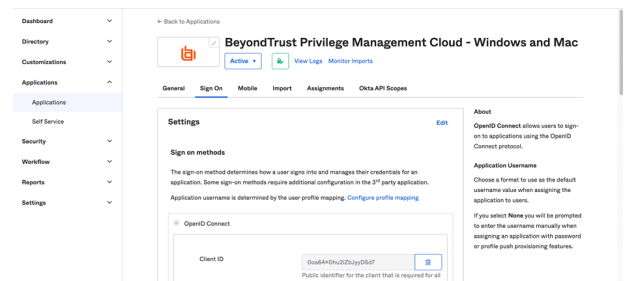 Dashboard
Directory
Customizations
Applications
Applications
Self Service
Security
Workflow
Reports
Settings
← Back to Applications
BeyondTrust Privilege Management Cloud - Windows and Mac
Active ▼
View Logs Monitor Imports
General Sign On Mobile Import Assignments Okta API Scopes
Settings Edit
Sign on methods
The sign-on method determines how a user signs into and manages their credentials for an
application. Some sign-on methods require additional configuration in the 3rd party application.
Application username is determined by the user profile mapping. Configure profile mapping
OpenID Connect
Client ID
Public identifier for the client that is required for all
About
OpenID Connect allows users to sign-
on to applications using the OpenID
Connect protocol.
Application Username
Choose a format to use as the default
username value when assigning the
application to users.
If you select None you will be prompted
to enter the username manually when
assigning an application with password
or profile push provisioning features.